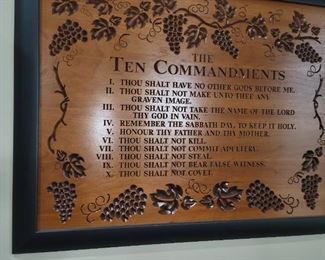 THE
TEN COMMANDMENTS
I. THOU SHALT HAVE NO OTHER GODS BEFORE ME.
II. THOU SHALT NOT MAKE UNTO THEE ANY
GRAVEN IMAGE.
III. THOU SHALT NOT TAKE THE NAME OF THE LORD
THY GOD IN VAIN.
IV. REMEMBER THE SABBATH DAY, TO KEEP IT HOLY.
V. HONOUR THY FATHER AND THY MOTHER.
VI. THOU SHALT NOT KILL.
VII. THOU SHALT NOT COMMIT ADULTERY.
VIII. THOU SHALT NOT STEAL.
IX. THOU SHALT NOT BEAR FALSE WITNESS.
X. THOU SHALT NOT COVET.